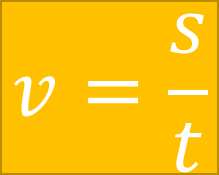 v = s/t